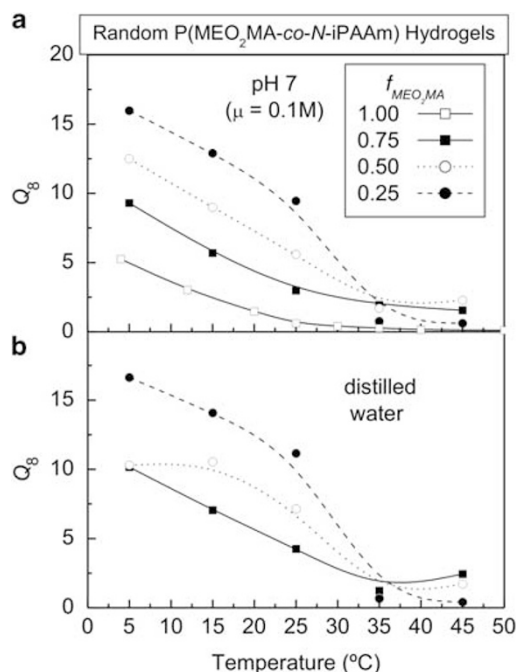 a
Random P(MEO₂MA-co-N-iPAAm) Hydrogels
20
15
10
5
0
Q₈
pH 7
(μ = 0.1M)
f MEO₂MA
1.00
0.75
0.50
0.25
b
15
10
5
0
Q₈
distilled
water
0 5 10 15 20 25 30 35 40 45 50
Temperature (ºC)